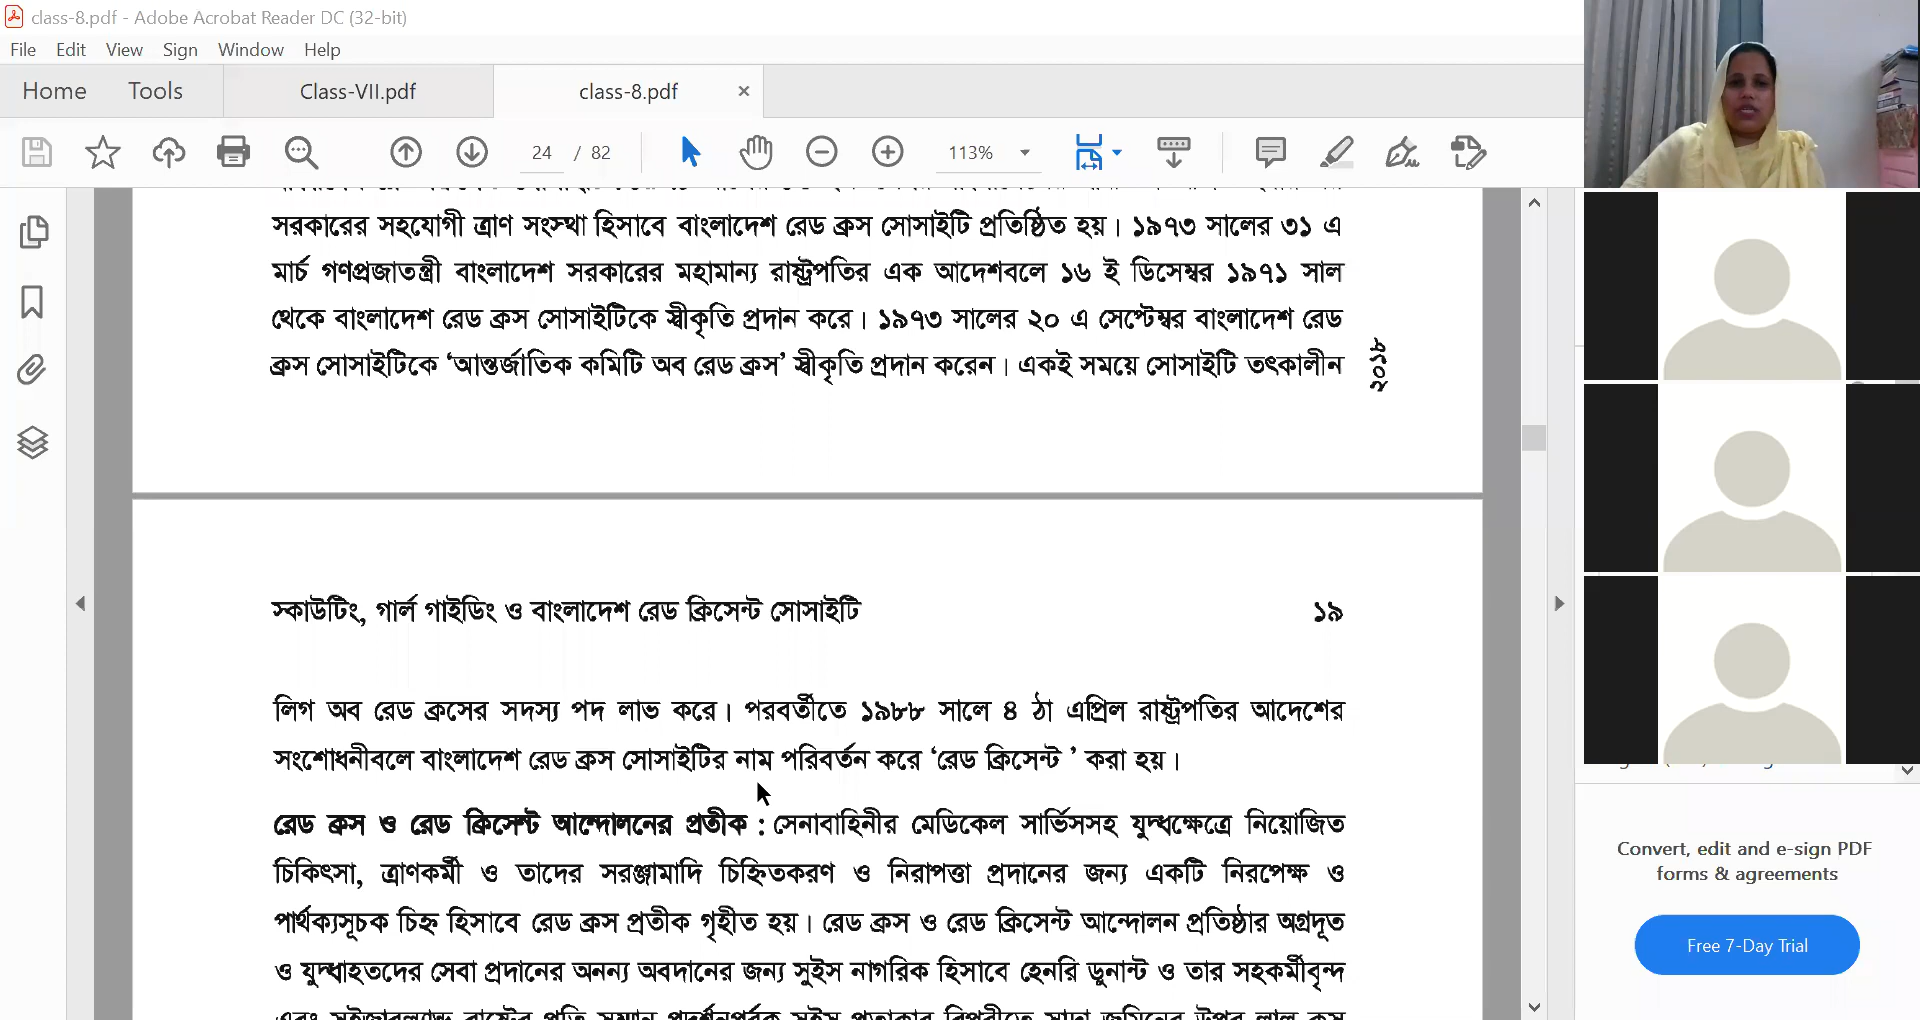 class-8.pdf - Adobe Acrobat Reader DC (32-bit)
File Edit View Sign Window Help
Home Tools Class-VII.pdf class-8.pdf ×
24 / 82 113%
সরকারের সহযোগী ত্রাণ সংস্থা হিসাবে বাংলাদেশ রেড ক্রস সোসাইটি প্রতিষ্ঠিত হয়। ১৯৭৩ সালের ৩১ এ
মার্চ গণপ্রজাতন্ত্রী বাংলাদেশ সরকারের মহামান্য রাষ্ট্রপতির এক আদেশবলে ১৬ ই ডিসেম্বর ১৯৭১ সাল
থেকে বাংলাদেশ রেড ক্রস সোসাইটিকে স্বীকৃতি প্রদান করে। ১৯৭৩ সালের ২০ এ সেপ্টেম্বর বাংলাদেশ রেড
ক্রস সোসাইটিকে ‘আন্তর্জাতিক কমিটি অব রেড ক্রস’ স্বীকৃতি প্রদান করেন। একই সময়ে সোসাইটি তৎকালীন
২০১৮
স্কাউটিং, গার্ল গাইডিং ও বাংলাদেশ রেড ক্রিসেন্ট সোসাইটি ১৯
লিগ অব রেড ক্রসের সদস্য পদ লাভ করে। পরবর্তীতে ১৯৮৮ সালে ৪ ঠা এপ্রিল রাষ্ট্রপতির আদেশের
সংশোধনীবলে বাংলাদেশ রেড ক্রস সোসাইটির নাম পরিবর্তন করে ‘রেড ক্রিসেন্ট ’ করা হয়।
রেড ক্রস ও রেড ক্রিসেন্ট আন্দোলনের প্রতীক : সেনাবাহিনীর মেডিকেল সার্ভিসসহ যুদ্ধক্ষেত্রে নিয়োজিত
চিকিৎসা, ত্রাণকর্মী ও তাদের সরঞ্জামাদি চিহ্নিতকরণ ও নিরাপত্তা প্রদানের জন্য একটি নিরপেক্ষ ও
পার্থক্যসূচক চিহ্ন হিসাবে রেড ক্রস প্রতীক গৃহীত হয়। রেড ক্রস ও রেড ক্রিসেন্ট আন্দোলন প্রতিষ্ঠার অগ্রদূত
ও যুদ্ধাহতদের সেবা প্রদানের অনন্য অবদানের জন্য সুইস নাগরিক হিসাবে হেনরি ডুনান্ট ও তার সহকর্মীবৃন্দ
Convert, edit and e-sign PDF
forms & agreements
Free 7-Day Trial